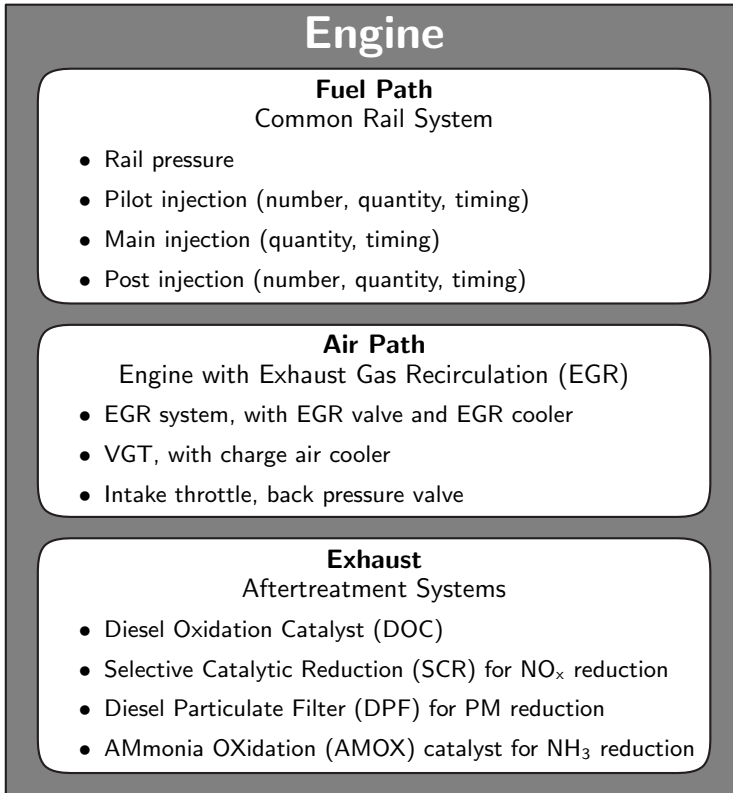 Engine
Fuel Path
Common Rail System
• Rail pressure
• Pilot injection (number, quantity, timing)
• Main injection (quantity, timing)
• Post injection (number, quantity, timing)
Air Path
Engine with Exhaust Gas Recirculation (EGR)
• EGR system, with EGR valve and EGR cooler
• VGT, with charge air cooler
• Intake throttle, back pressure valve
Exhaust
Aftertreatment Systems
• Diesel Oxidation Catalyst (DOC)
• Selective Catalytic Reduction (SCR) for NOₓ reduction
• Diesel Particulate Filter (DPF) for PM reduction
• AMmonia OXidation (AMOX) catalyst for NH₃ reduction